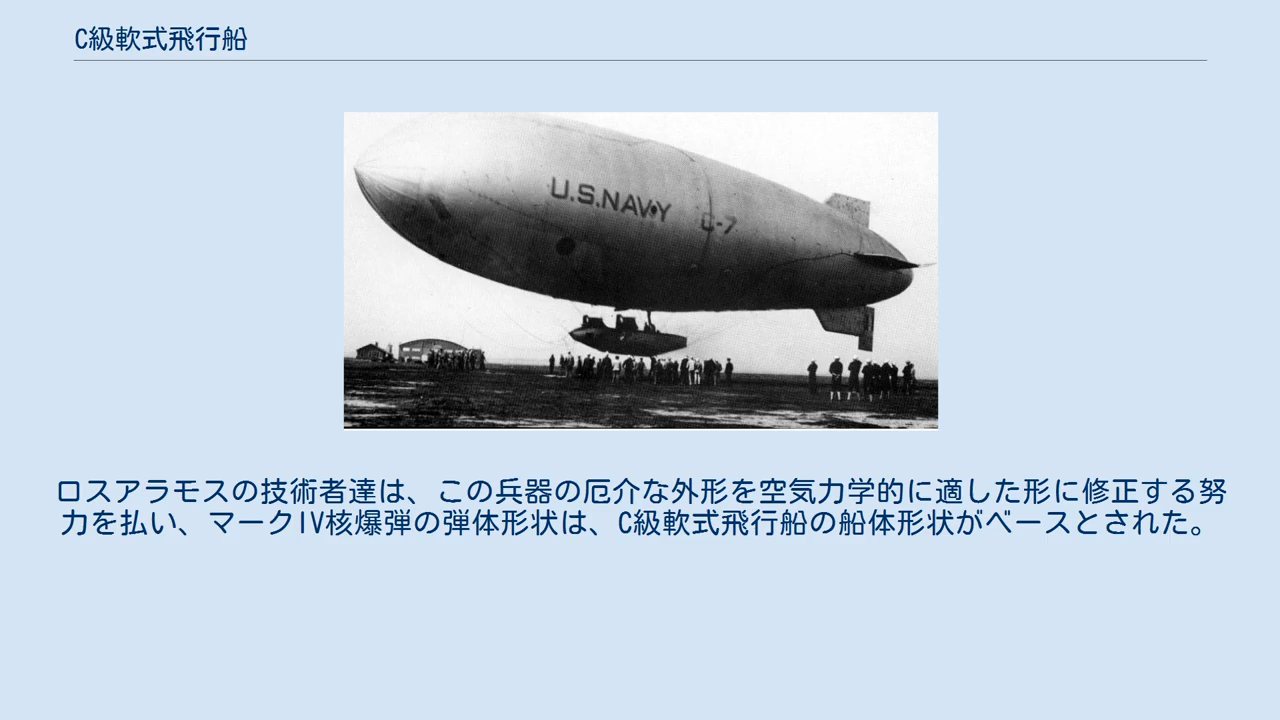 C級軟式飛行船
U.S.NAVY C-7
ロスアラモスの技術者達は、この兵器の厄介な外形を空気力学的に適した形に修正する努
力を払い、マークIV核爆弾の弾体形状は、C級軟式飛行船の船体形状がベースとされた。